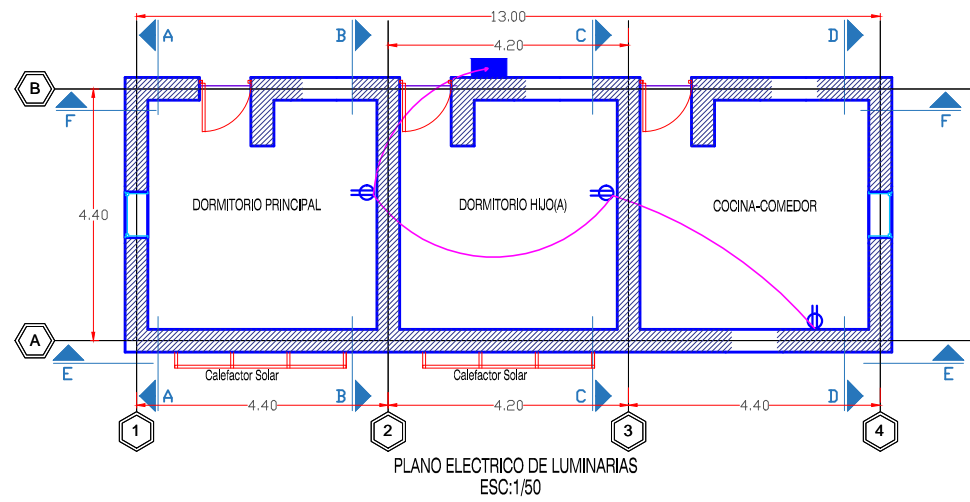 13.00
A B C D
4.20
B
F F
4.40
DORMITORIO PRINCIPAL DORMITORIO HIJO(A) COCINA-COMEDOR
A
E E
Calefactor Solar Calefactor Solar
A B C D
4.40 4.20 4.40
1 2 3 4
PLANO ELECTRICO DE LUMINARIAS
ESC:1/50